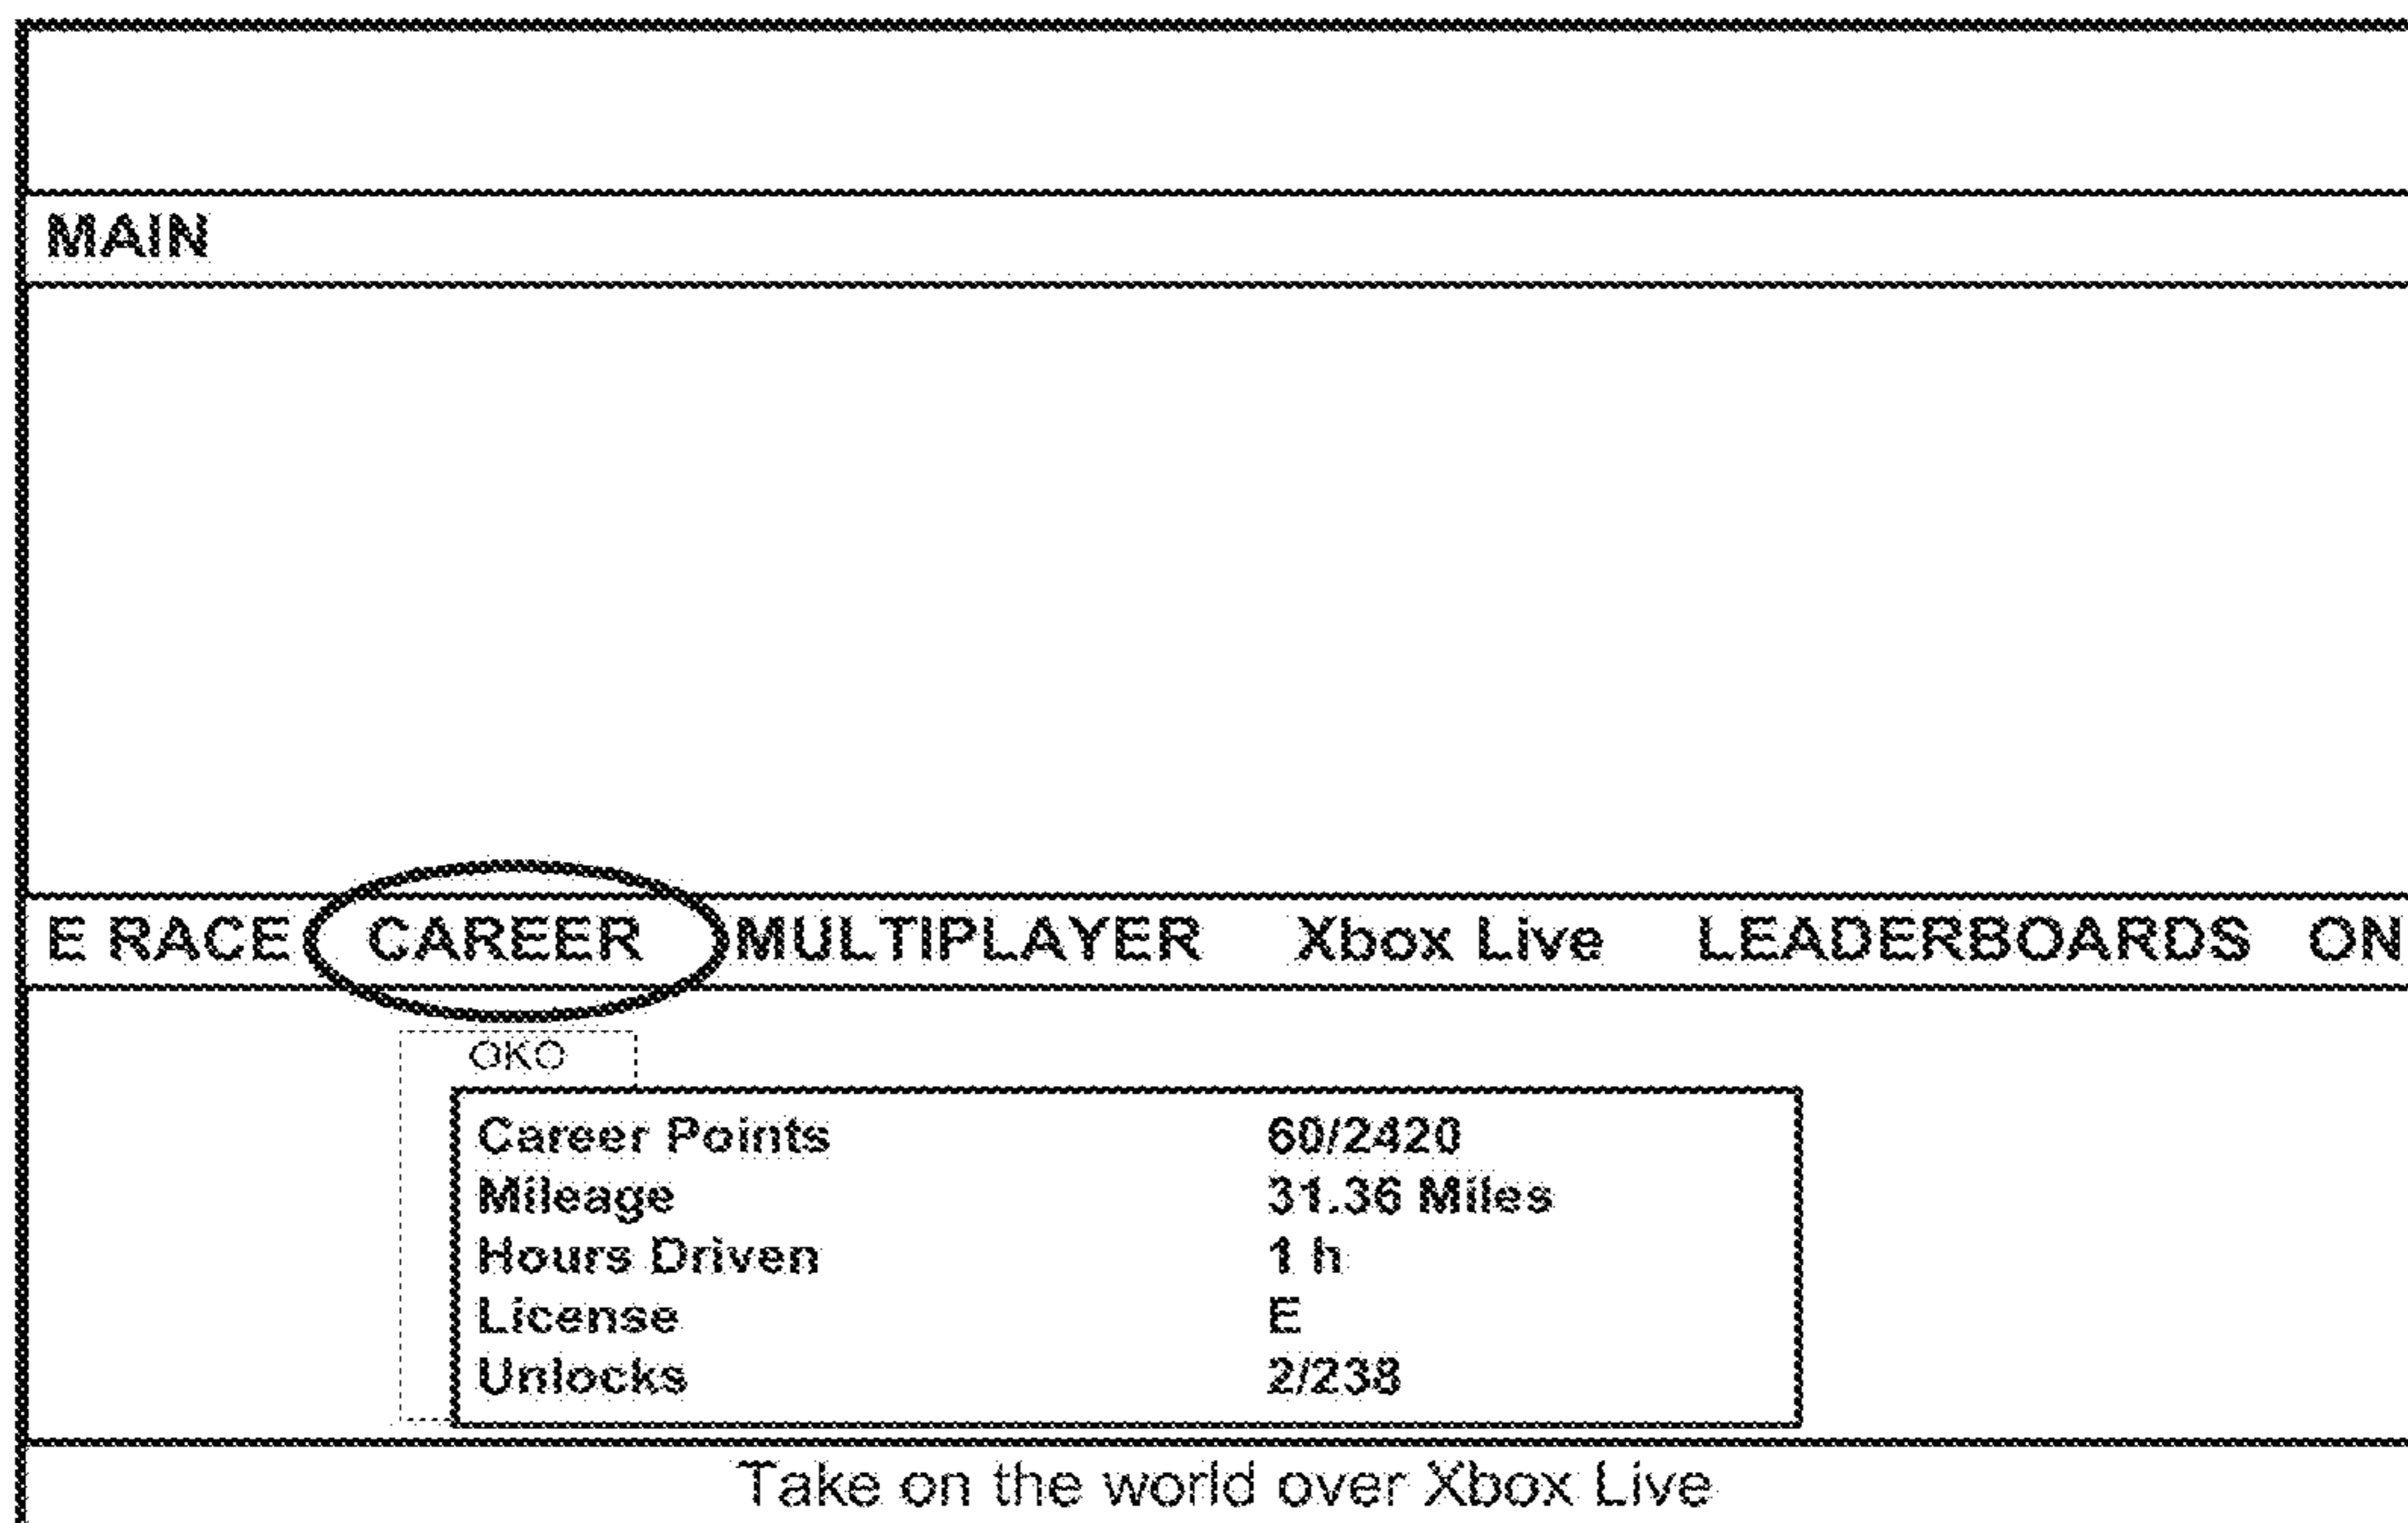 MAIN
E RACE CAREER MULTIPLAYER Xbox Live LEADERBOARDS ON
OKO
Career Points 60/2420
Mileage 31.36 Miles
Hours Driven 1 h
License E
Unlocks 2/238
Take on the world over Xbox Live